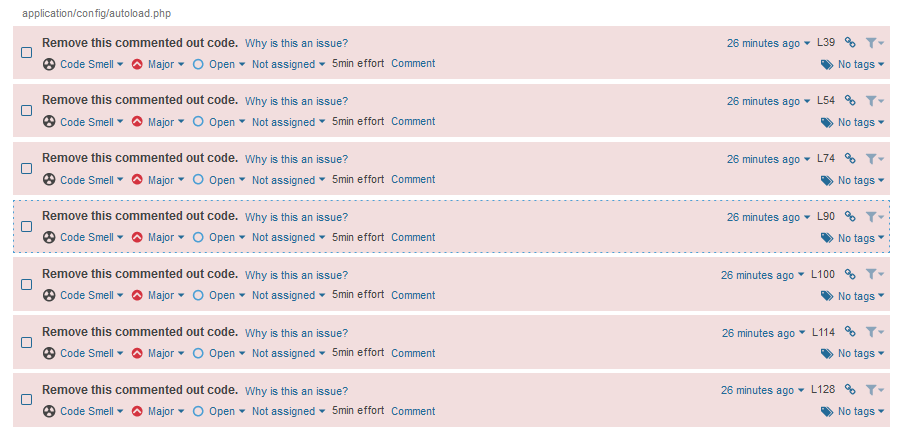 application/config/autoload.php
Remove this commented out code. Why is this an issue? 26 minutes ago L39
Code Smell Major Open Not assigned 5min effort Comment No tags
Remove this commented out code. Why is this an issue? 26 minutes ago L54
Code Smell Major Open Not assigned 5min effort Comment No tags
Remove this commented out code. Why is this an issue? 26 minutes ago L74
Code Smell Major Open Not assigned 5min effort Comment No tags
Remove this commented out code. Why is this an issue? 26 minutes ago L90
Code Smell Major Open Not assigned 5min effort Comment No tags
Remove this commented out code. Why is this an issue? 26 minutes ago L100
Code Smell Major Open Not assigned 5min effort Comment No tags
Remove this commented out code. Why is this an issue? 26 minutes ago L114
Code Smell Major Open Not assigned 5min effort Comment No tags
Remove this commented out code. Why is this an issue? 26 minutes ago L128
Code Smell Major Open Not assigned 5min effort Comment No tags